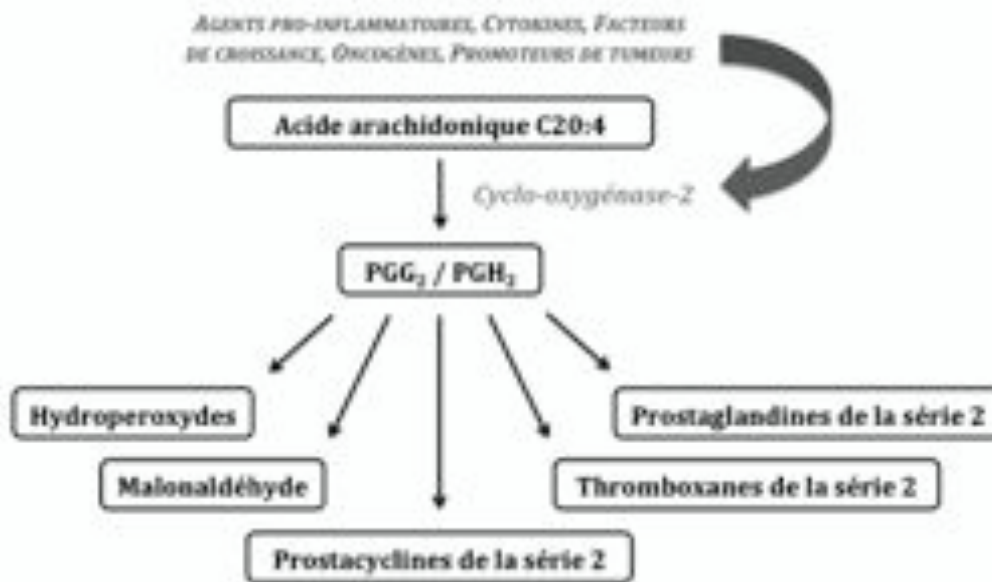 AGENTS PRO-INFLAMMATOIRES, CYTOKINES, FACTEURS
DE CROISSANCE, ONCOGÈNES, PROMOTEURS DE TUMEURS
Acide arachidonique C20:4
Cyclo-oxygénase-2
PGG₂ / PGH₂
Hydroperoxydes
Prostaglandines de la série 2
Malonaldéhyde
Thromboxanes de la série 2
Prostacyclines de la série 2